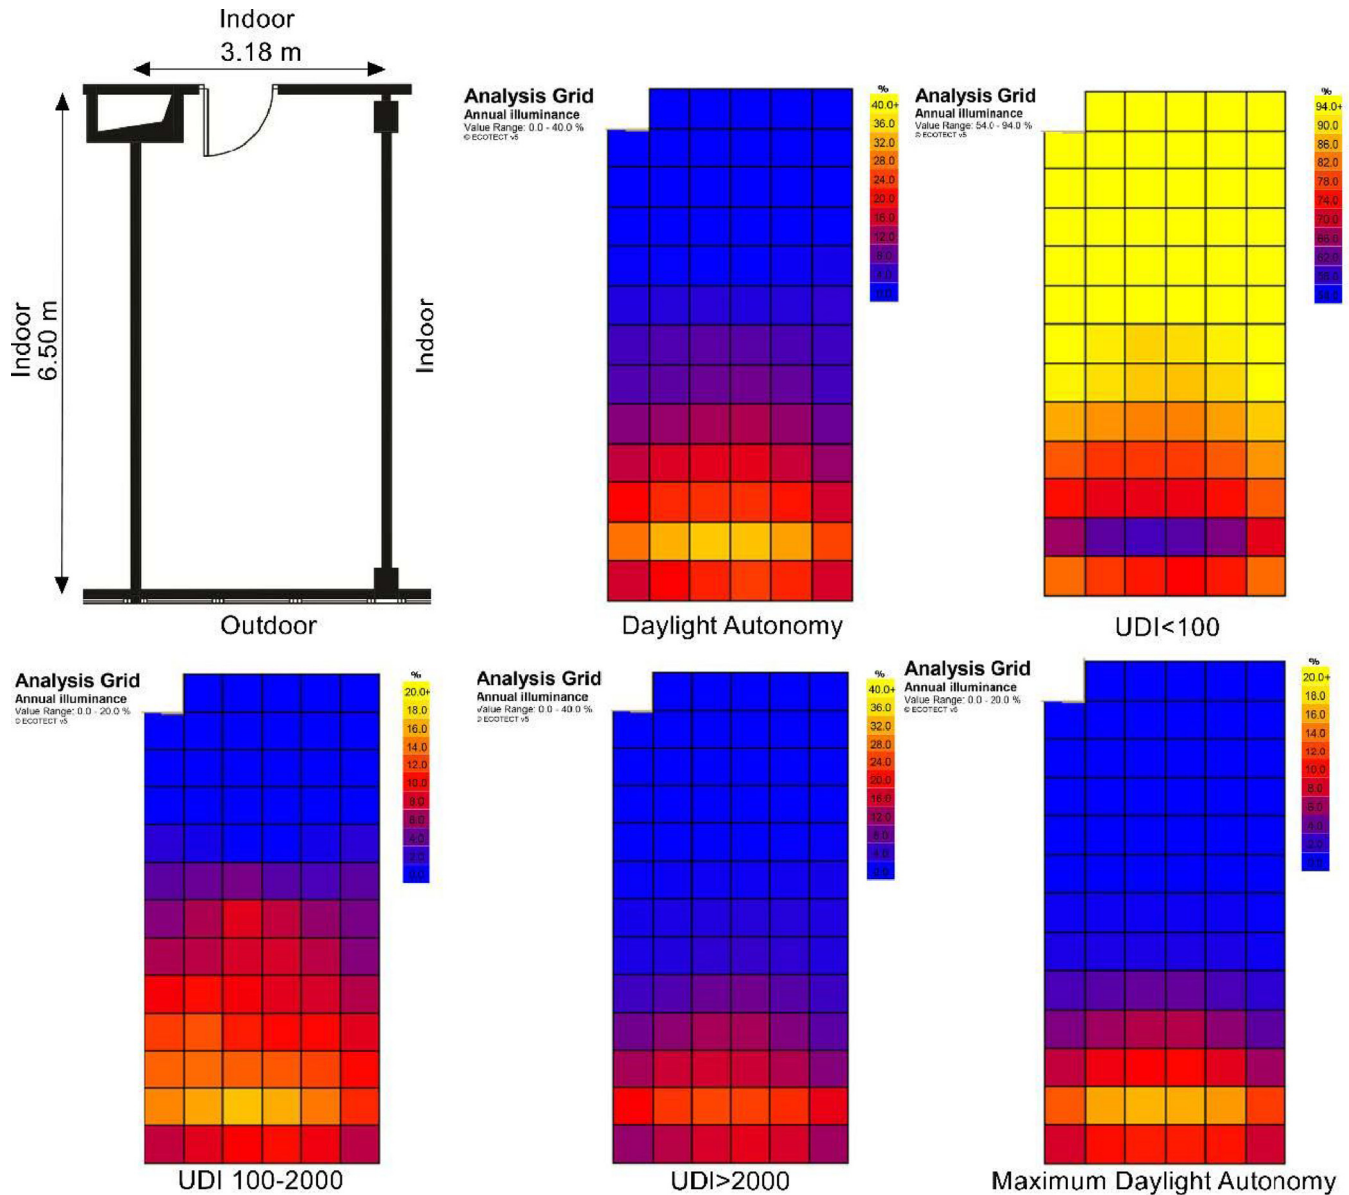 Indoor
3.18 m
Indoor
6.50 m
Indoor
Outdoor
Analysis Grid
Annual illuminance
Value Range: 0.0 - 40.0 %
© ECOTECT v5
%
40.0+
36.0
32.0
28.0
24.0
20.0
16.0
12.0
8.0
4.0
0.0
Daylight Autonomy
Analysis Grid
Annual illuminance
Value Range: 54.0 - 94.0 %
© ECOTECT v5
%
94.0+
90.0
86.0
82.0
78.0
74.0
70.0
66.0
62.0
UDI<100
Analysis Grid
Annual illuminance
Value Range: 0.0 - 20.0 %
© ECOTECT v5
%
20.0+
18.0
16.0
14.0
12.0
10.0
8.0
6.0
4.0
2.0
0.0
UDI 100-2000
Analysis Grid
Annual illuminance
Value Range: 0.0 - 40.0 %
© ECOTECT v5
%
40.0+
36.0
32.0
28.0
24.0
20.0
16.0
12.0
8.0
4.0
0.0
UDI>2000
Analysis Grid
Annual illuminance
Value Range: 0.0 - 20.0 %
© ECOTECT v5
%
20.0+
18.0
16.0
14.0
12.0
10.0
8.0
6.0
4.0
2.0
0.0
Maximum Daylight Autonomy